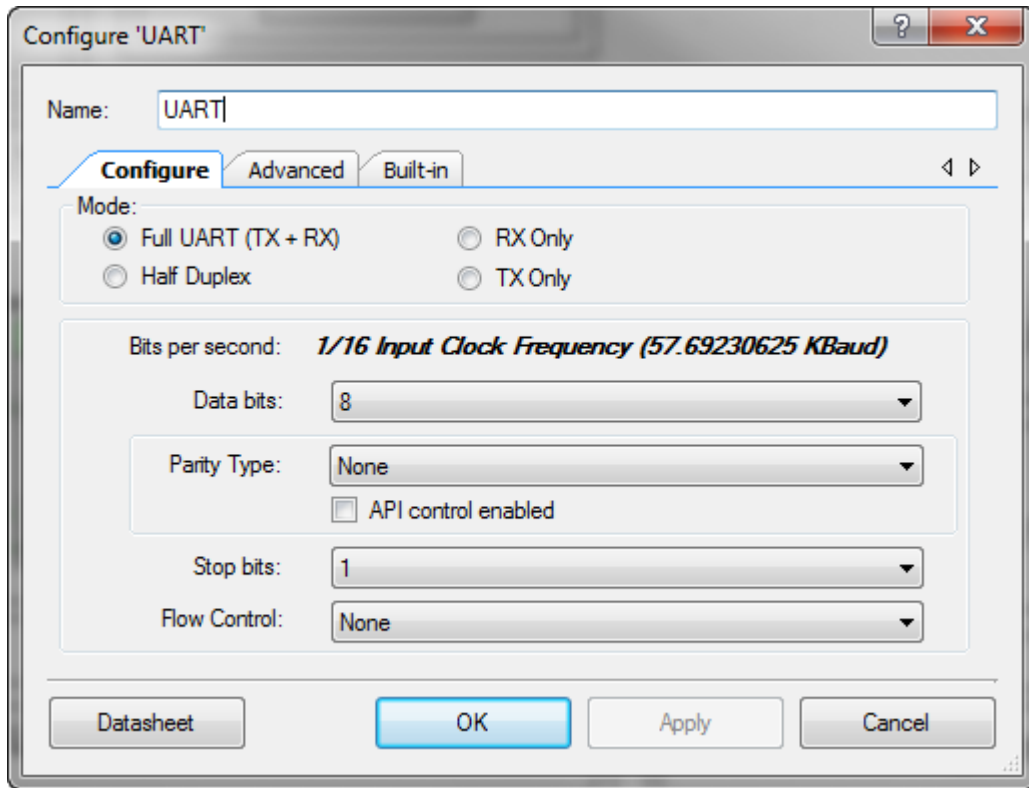 Configure 'UART'
Name: UART
Configure Advanced Built-in
Mode:
Full UART (TX + RX) RX Only
Half Duplex TX Only
Bits per second: 1/16 Input Clock Frequency (57.69230625 KBaud)
Data bits: 8
Parity Type: None
API control enabled
Stop bits: 1
Flow Control: None
Datasheet OK Apply Cancel